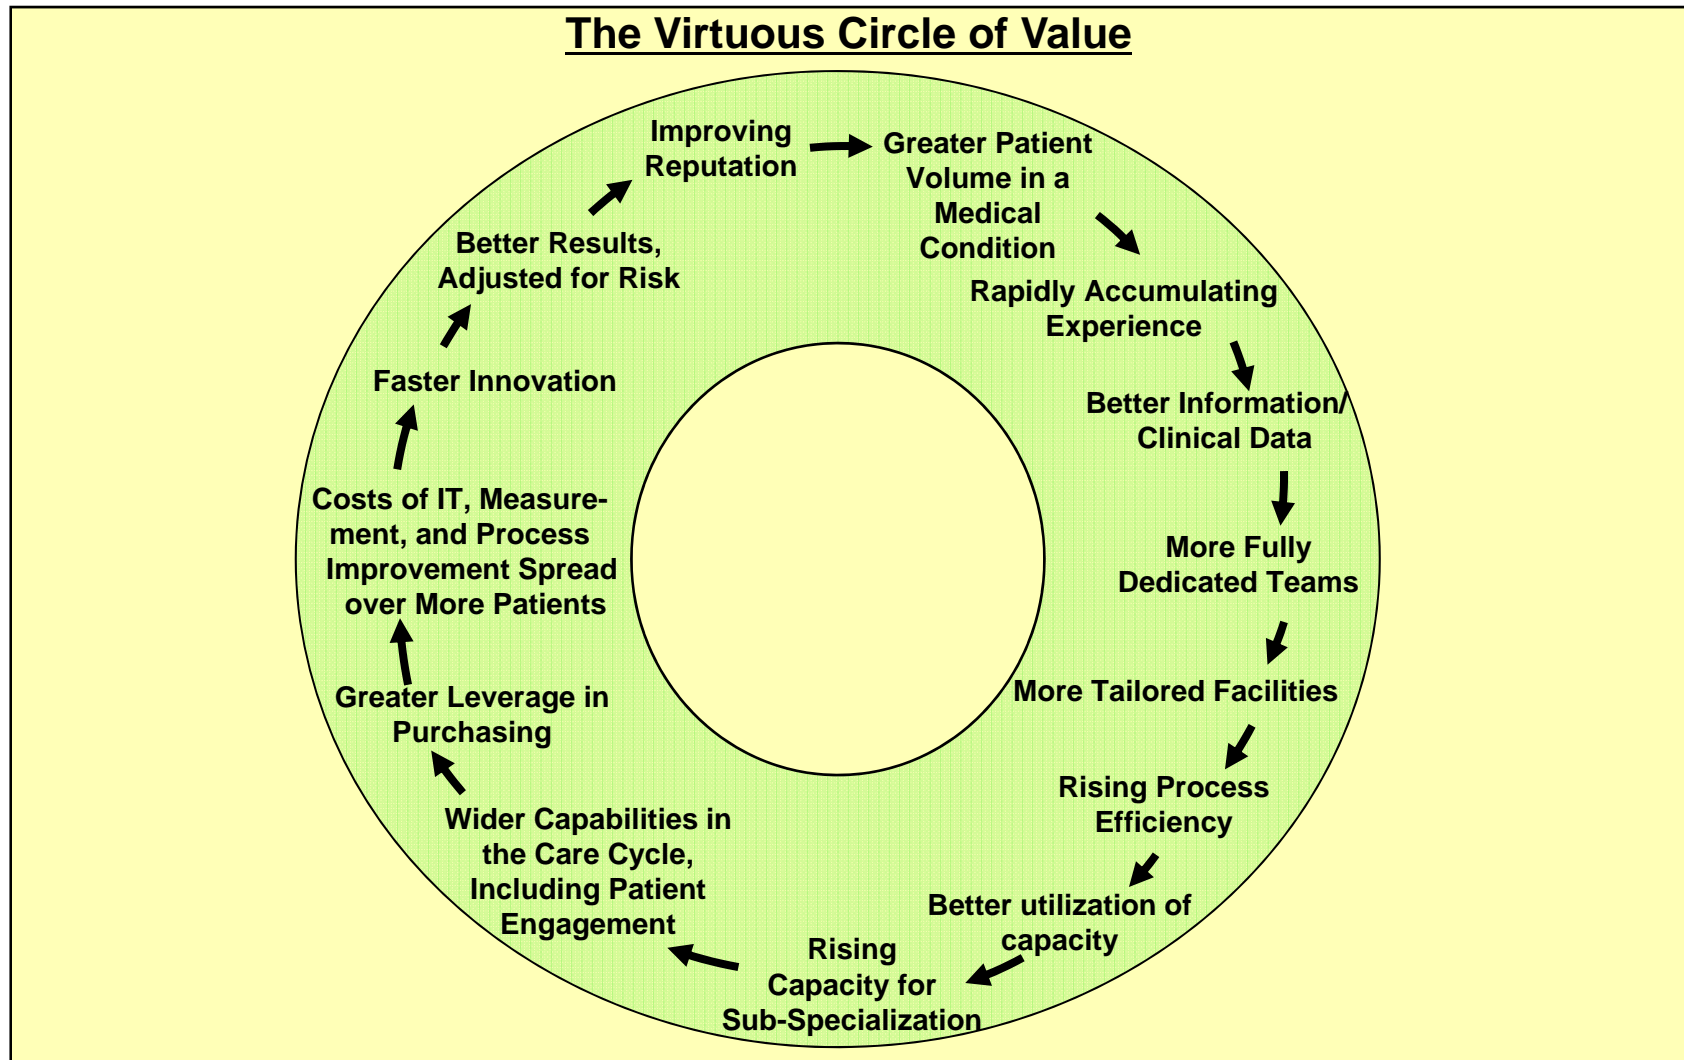 The Virtuous Circle of Value
Improving
Reputation
Greater Patient
Volume in a
Medical
Condition
Rapidly Accumulating
Experience
Better Information/
Clinical Data
More Fully
Dedicated Teams
More Tailored Facilities
Rising Process
Efficiency
Better utilization of
capacity
Rising
Capacity for
Sub-Specialization
Wider Capabilities in
the Care Cycle,
Including Patient
Engagement
Greater Leverage in
Purchasing
Costs of IT, Measure-
ment, and Process
Improvement Spread
over More Patients
Faster Innovation
Better Results,
Adjusted for Risk